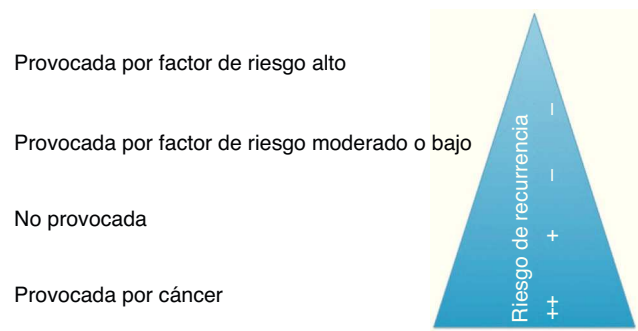 Provocada por factor de riesgo alto
Provocada por factor de riesgo moderado o bajo
No provocada
Provocada por cáncer
Riesgo de recurrencia
–
–
+
++